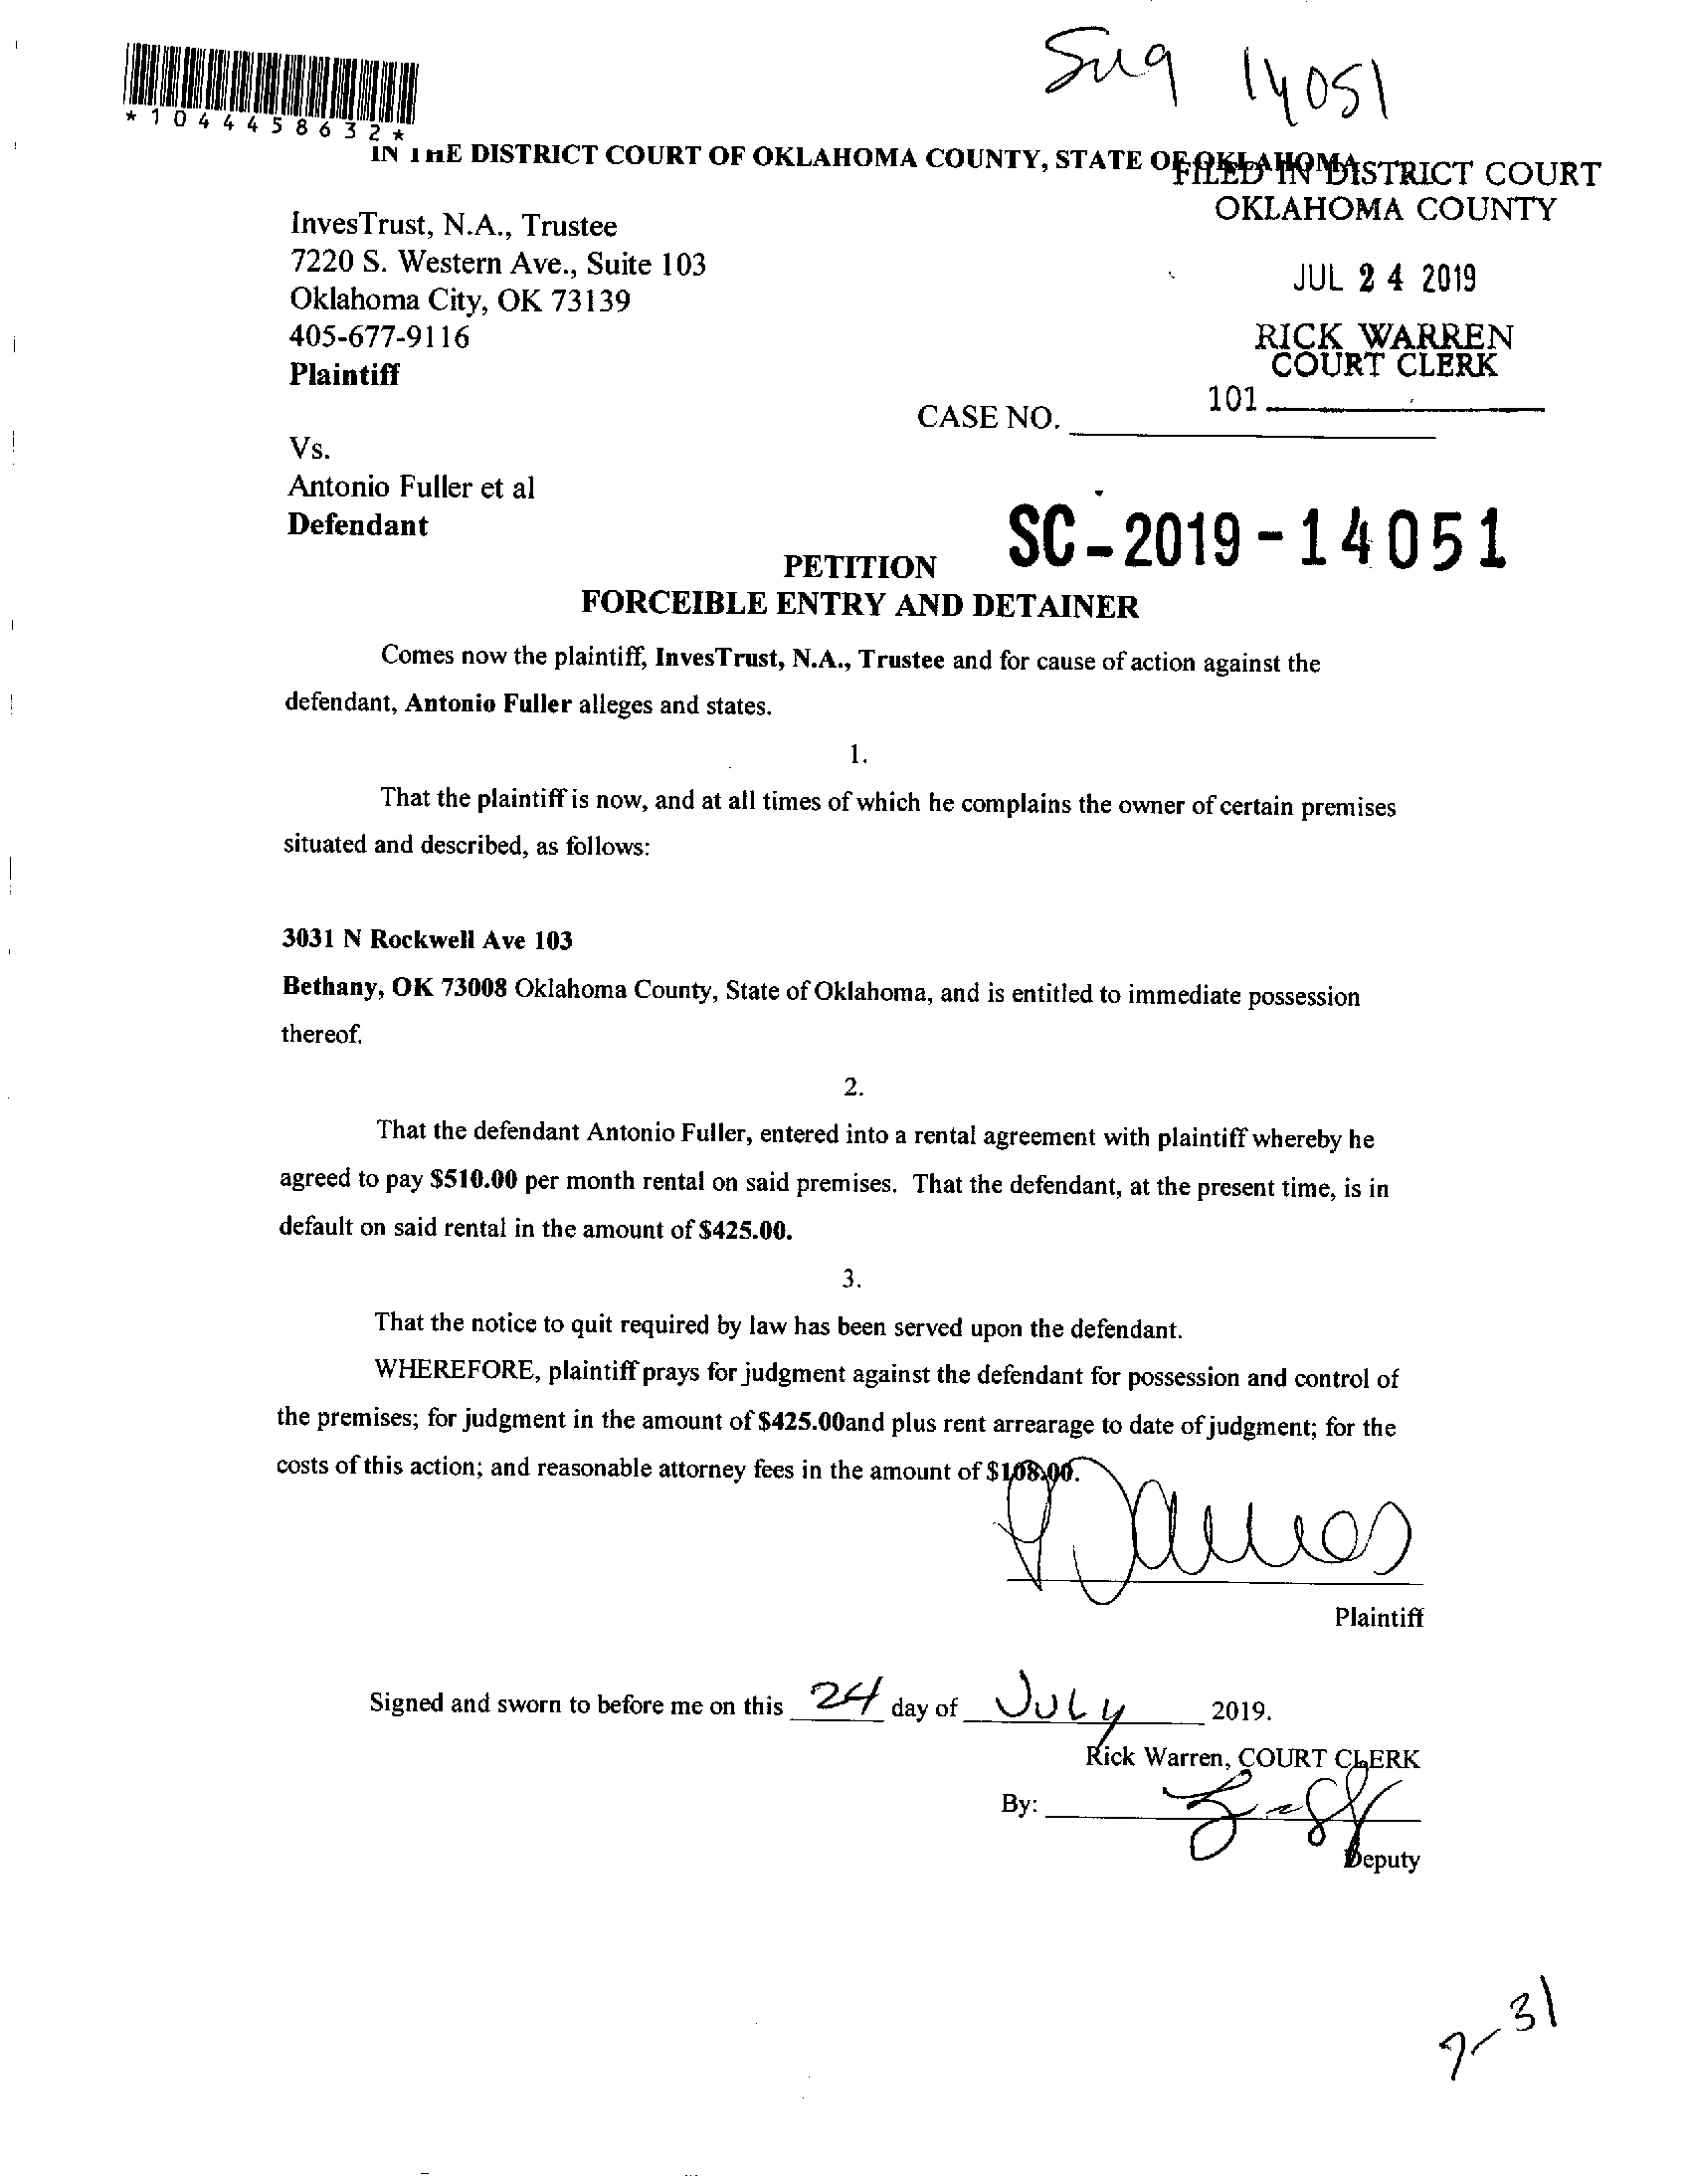 Sug 14051
*1044458632*
IN THE DISTRICT COURT OF OKLAHOMA COUNTY, STATE OF OKLAHOMA
FILED IN DISTRICT COURT
OKLAHOMA COUNTY
InvesTrust, N.A., Trustee
7220 S. Western Ave., Suite 103
Oklahoma City, OK 73139
405-677-9116
Plaintiff
JUL 24 2019
RICK WARREN
COURT CLERK
101
CASE NO.
Vs.
Antonio Fuller et al
Defendant
SC-2019-14051
PETITION
FORCEIBLE ENTRY AND DETAINER
Comes now the plaintiff, InvesTrust, N.A., Trustee and for cause of action against the
defendant, Antonio Fuller alleges and states.
1.
That the plaintiff is now, and at all times of which he complains the owner of certain premises
situated and described, as follows:
3031 N Rockwell Ave 103
Bethany, OK 73008 Oklahoma County, State of Oklahoma, and is entitled to immediate possession
thereof.
2.
That the defendant Antonio Fuller, entered into a rental agreement with plaintiff whereby he
agreed to pay $510.00 per month rental on said premises. That the defendant, at the present time, is in
default on said rental in the amount of $425.00.
3.
That the notice to quit required by law has been served upon the defendant.
WHEREFORE, plaintiff prays for judgment against the defendant for possession and control of
the premises; for judgment in the amount of $425.00and plus rent arrearage to date of judgment; for the
costs of this action; and reasonable attorney fees in the amount of $108.00.
Plaintiff
Signed and sworn to before me on this 24 day of JULY 2019.
Rick Warren, COURT CLERK
By:
Deputy
7-31